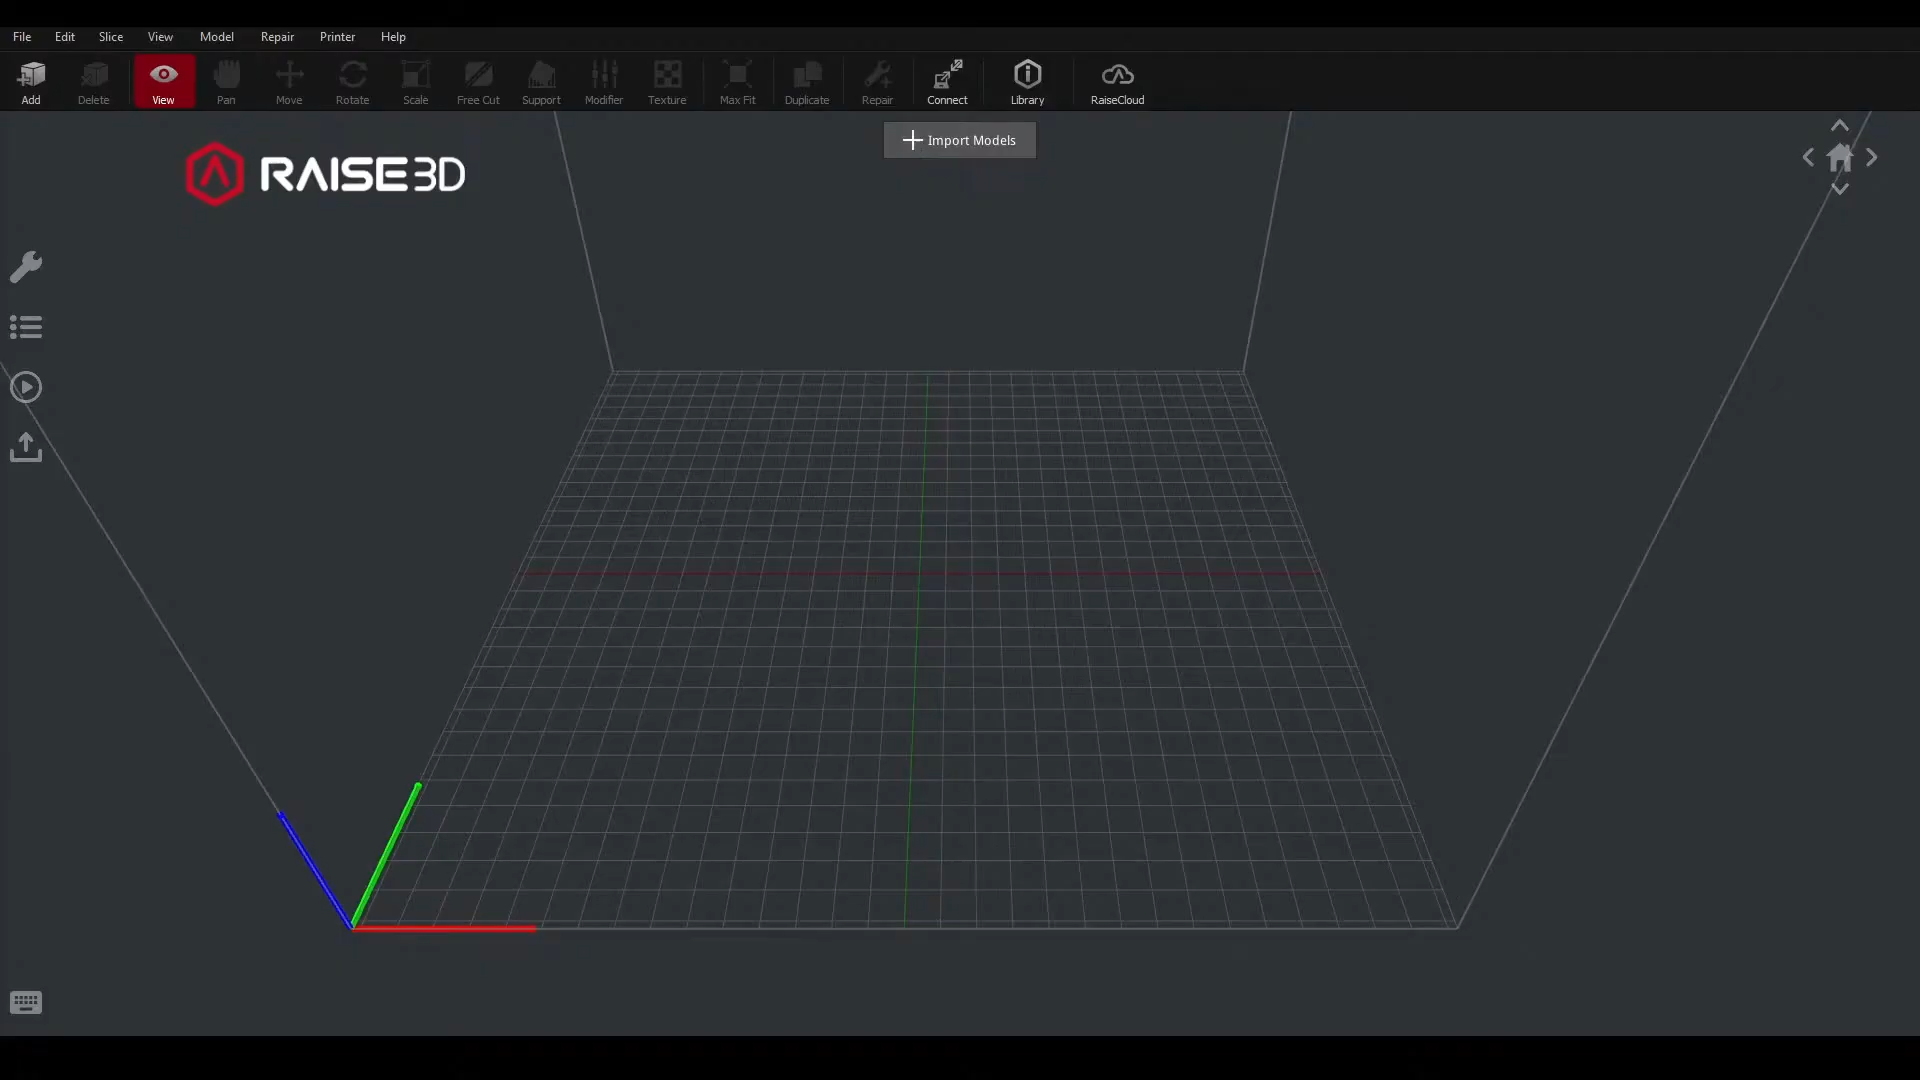 File Edit Slice View Model Repair Printer Help
Add Delete View Pan Move Rotate Scale Free Cut Support Modifier Texture Max Fit Duplicate Repair Connect Library RaiseCloud
Import Models
RAISE3D